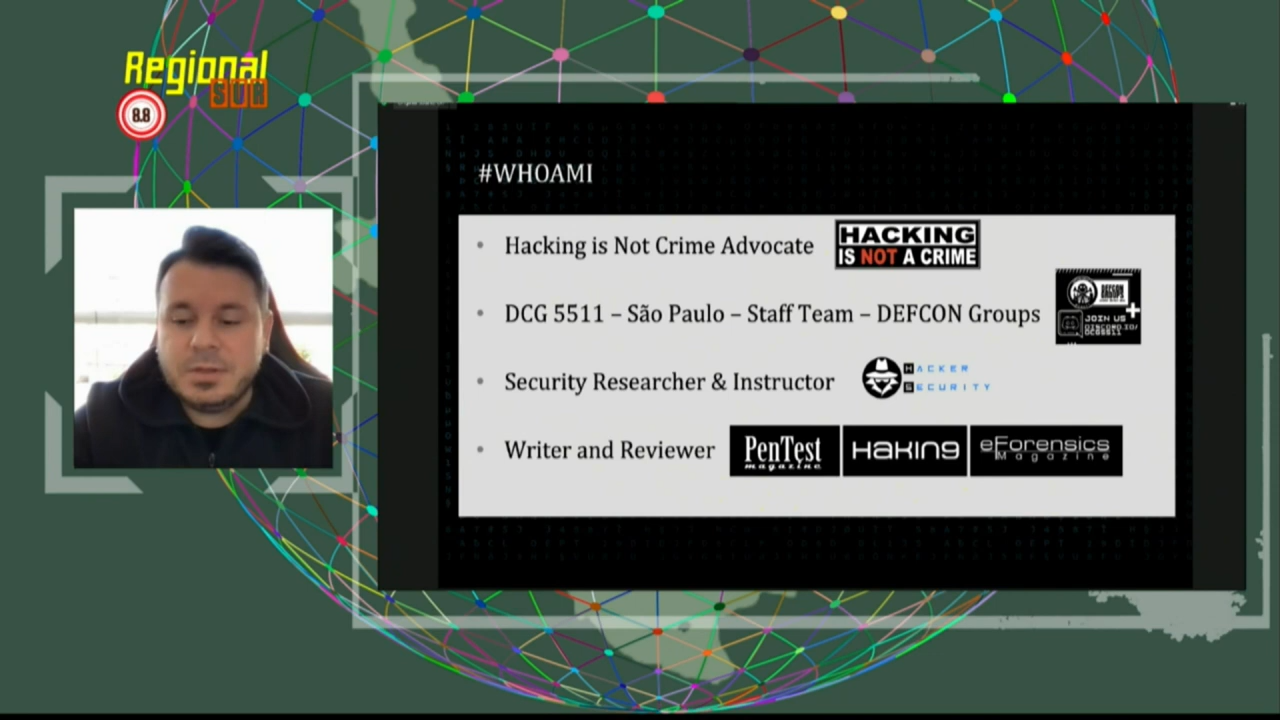 Regional
SUR
8.8
#WHOAMI
• Hacking is Not Crime Advocate
HACKING
IS NOT A CRIME
• DCG 5511 – São Paulo – Staff Team – DEFCON Groups
JOIN US
• Security Researcher & Instructor
HACKER
SECURITY
• Writer and Reviewer
PenTest
magazine
HAKIN9
eForensics
Magazine